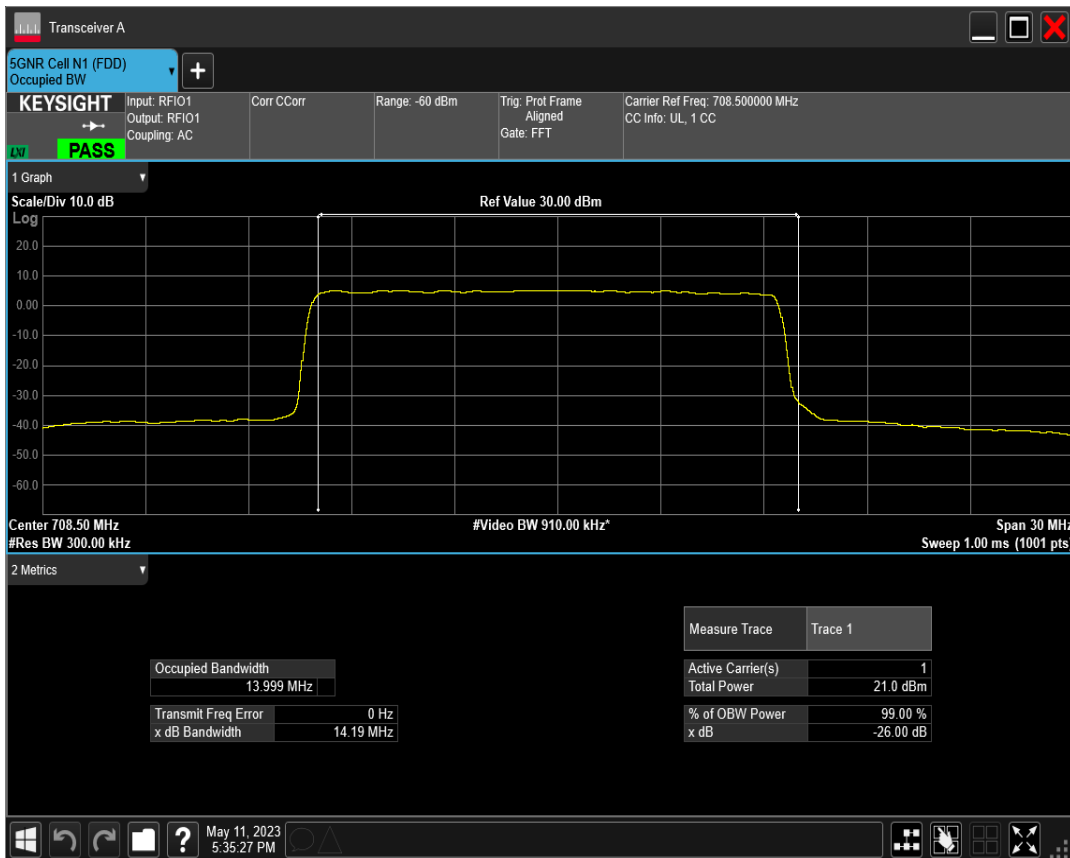 Transceiver A
5GNR Cell N1 (FDD)
Occupied BW
+
KEYSIGHT
LXI
PASS
Input: RFIO1
Output: RFIO1
Coupling: AC
Corr CCorr
Range: -60 dBm
Trig: Prot Frame
Aligned
Gate: FFT
Carrier Ref Freq: 708.500000 MHz
CC Info: UL, 1 CC
1 Graph
Scale/Div 10.0 dB
Ref Value 30.00 dBm
Log
20.0
10.0
0.00
-10.0
-20.0
-30.0
-40.0
-50.0
-60.0
Center 708.50 MHz
#Video BW 910.00 kHz*
Span 30 MHz
#Res BW 300.00 kHz
Sweep 1.00 ms (1001 pts)
2 Metrics
Measure Trace Trace 1
Occupied Bandwidth
13.999 MHz
Active Carrier(s) 1
Total Power 21.0 dBm
Transmit Freq Error 0 Hz
x dB Bandwidth 14.19 MHz
% of OBW Power 99.00 %
x dB -26.00 dB
?
May 11, 2023
5:35:27 PM